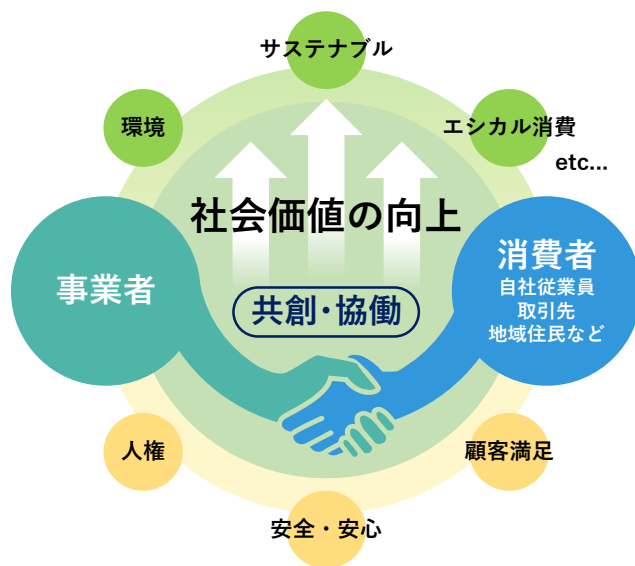 サステナブル
環境
エシカル消費
etc...
社会価値の向上
事業者
消費者
自社従業員
取引先
地域住民など
共創・協働
人権
顧客満足
安全・安心